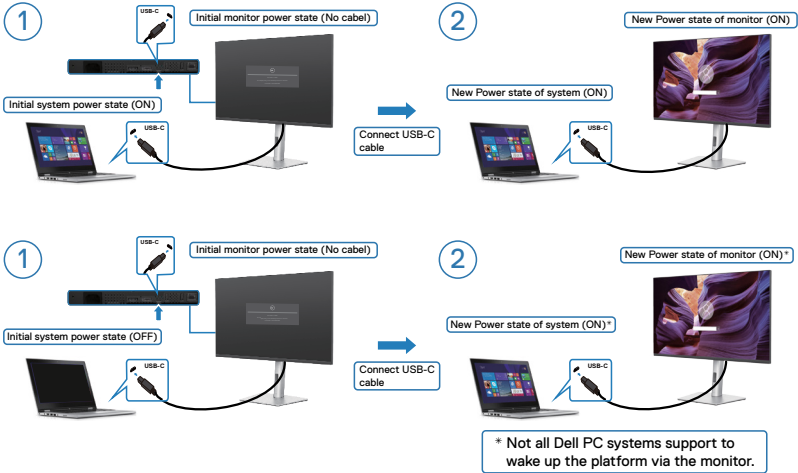 1
USB-C
Initial monitor power state (No cabel)
Initial system power state (ON)
USB-C
Connect USB-C
cable
2
New Power state of monitor (ON)
New Power state of system (ON)
USB-C
1
USB-C
Initial monitor power state (No cabel)
Initial system power state (OFF)
USB-C
Connect USB-C
cable
2
New Power state of monitor (ON)*
New Power state of system (ON)*
USB-C
* Not all Dell PC systems support to
wake up the platform via the monitor.